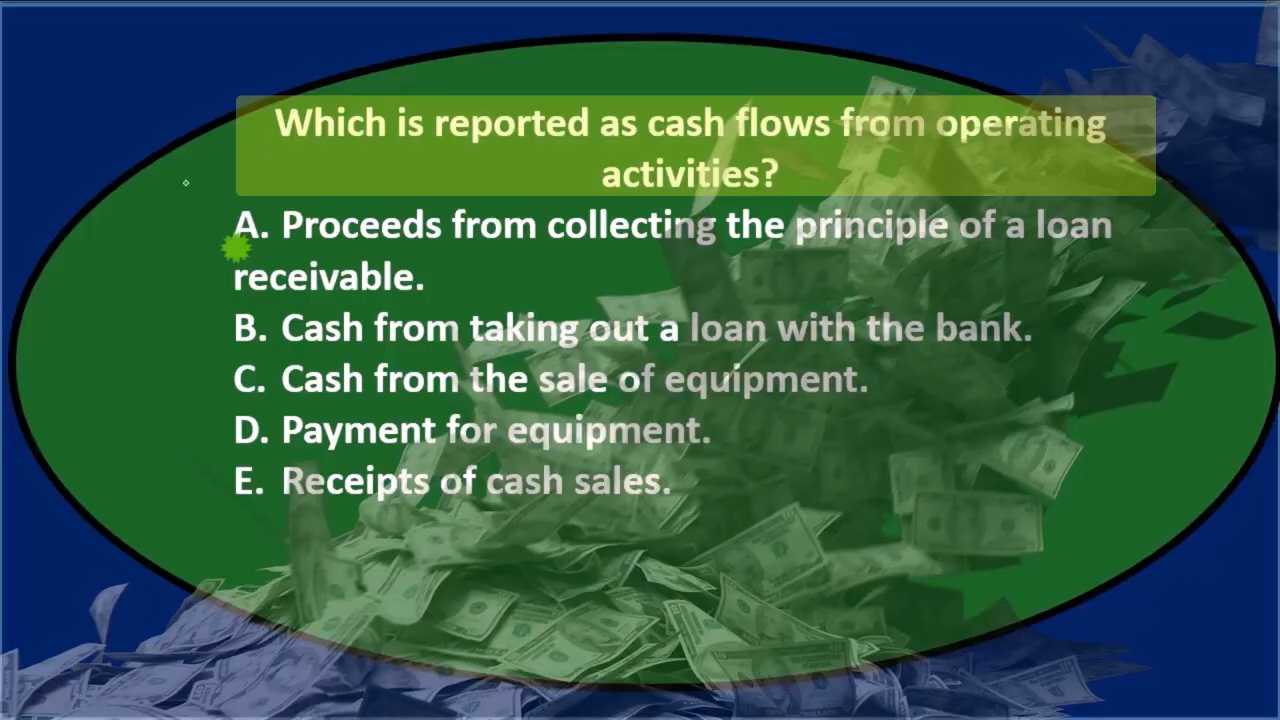 Which is reported as cash flows from operating
activities?
A. Proceeds from collecting the principle of a loan
receivable.
B. Cash from taking out a loan with the bank.
C. Cash from the sale of equipment.
D. Payment for equipment.
E. Receipts of cash sales.